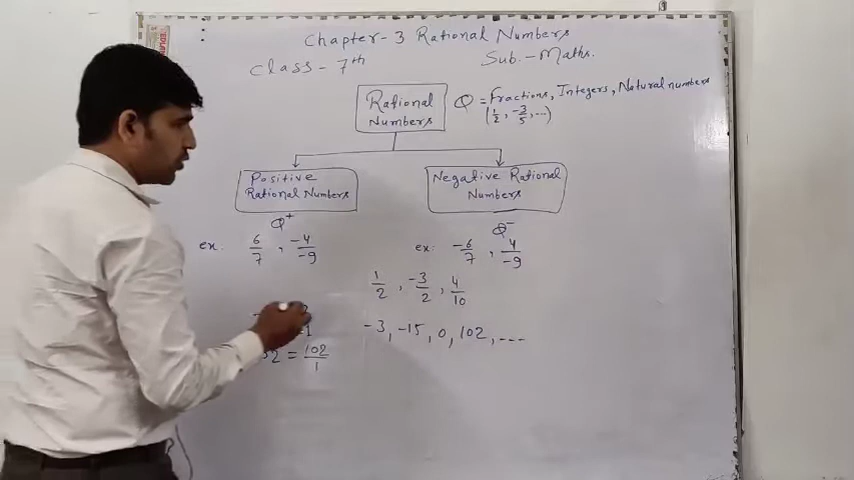 Chapter-3 Rational Numbers
Class-7th Sub.-Maths.
Rational Numbers Q = Fractions, Integers, Natural numbers
(1/2, -3/5, ...)
Positive Rational Numbers Negative Rational Numbers
Q+ Q-
ex. 6/7, -4/-9 ex: -6/7, 4/-9
1/2, -3/2, 4/10
-3, -15, 0, 102, ---
= 102/1